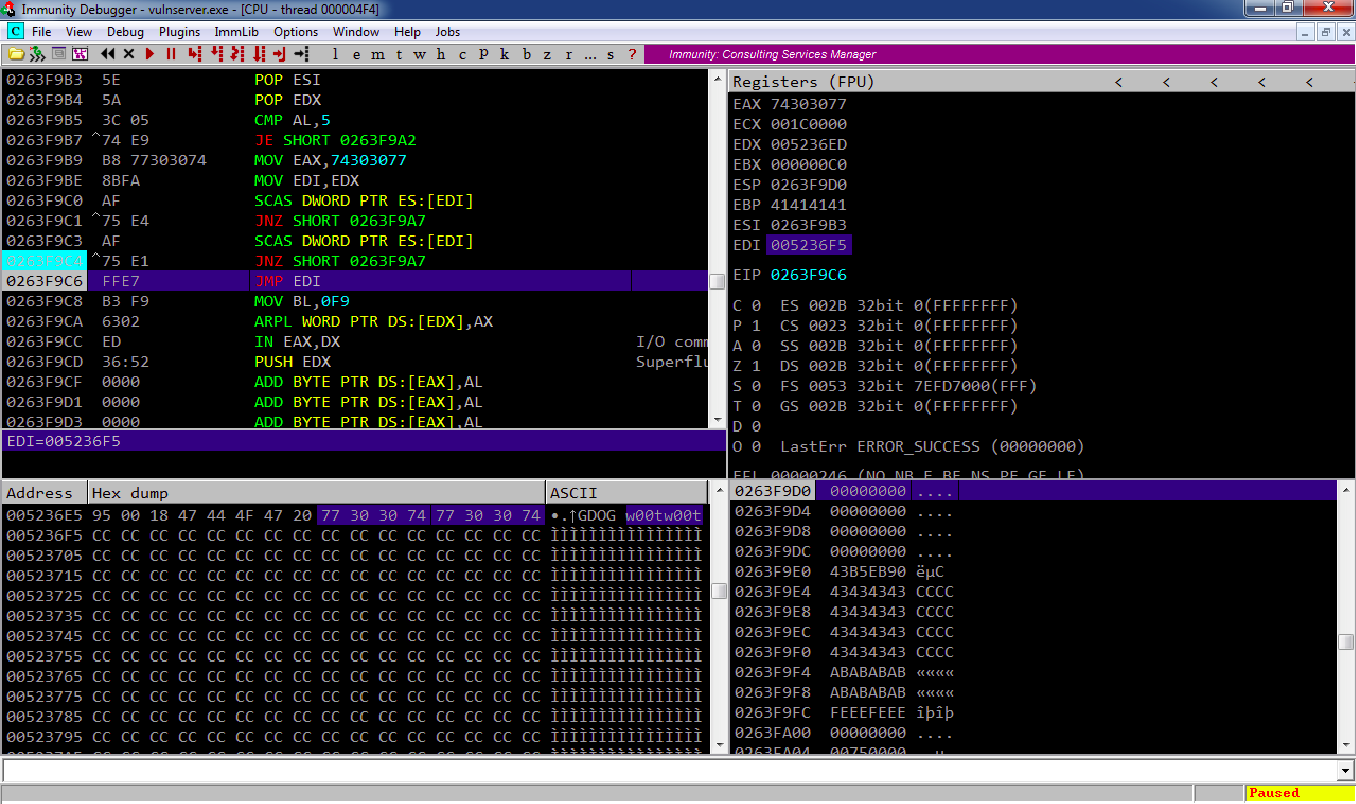 Immunity Debugger - vulnserver.exe - [CPU - thread 000004F4]
C File View Debug Plugins ImmLib Options Window Help Jobs
l e m t w h c P k b z r ... s ? Immunity: Consulting Services Manager
0263F9B3 5E POP ESI
0263F9B4 5A POP EDX
0263F9B5 3C 05 CMP AL,5
0263F9B7 ^74 E9 JE SHORT 0263F9A2
0263F9B9 B8 77303074 MOV EAX,74303077
0263F9BE 8BFA MOV EDI,EDX
0263F9C0 AF SCAS DWORD PTR ES:[EDI]
0263F9C1 ^75 E4 JNZ SHORT 0263F9A7
0263F9C3 AF SCAS DWORD PTR ES:[EDI]
0263F9C4 ^75 E1 JNZ SHORT 0263F9A7
0263F9C6 FFE7 JMP EDI
0263F9C8 B3 F9 MOV BL,0F9
0263F9CA 6302 ARPL WORD PTR DS:[EDX],AX
0263F9CC ED IN EAX,DX I/O comm
0263F9CD 36:52 PUSH EDX Superflu
0263F9CF 0000 ADD BYTE PTR DS:[EAX],AL
0263F9D1 0000 ADD BYTE PTR DS:[EAX],AL
0263F9D3 0000 ADD BYTE PTR DS:[EAX],AL
EDI=005236F5
Registers (FPU) < < < < <
EAX 74303077
ECX 001C0000
EDX 005236ED
EBX 000000C0
ESP 0263F9D0
EBP 41414141
ESI 0263F9B3
EDI 005236F5
EIP 0263F9C6
C 0 ES 002B 32bit 0(FFFFFFFF)
P 1 CS 0023 32bit 0(FFFFFFFF)
A 0 SS 002B 32bit 0(FFFFFFFF)
Z 1 DS 002B 32bit 0(FFFFFFFF)
S 0 FS 0053 32bit 7EFD7000(FFF)
T 0 GS 002B 32bit 0(FFFFFFFF)
D 0
O 0 LastErr ERROR_SUCCESS (00000000)
EFL 00000246 (NO,NB,E,BE,NS,PE,GE,LE)
Address Hex dump ASCII
005236E5 95 00 18 47 44 4F 47 20 77 30 30 74 77 30 30 74 •.↑GDOG w00tw00t
005236F5 CC CC CC CC CC CC CC CC CC CC CC CC CC CC CC CC ÌÌÌÌÌÌÌÌÌÌÌÌÌÌÌÌ
00523705 CC CC CC CC CC CC CC CC CC CC CC CC CC CC CC CC ÌÌÌÌÌÌÌÌÌÌÌÌÌÌÌÌ
00523715 CC CC CC CC CC CC CC CC CC CC CC CC CC CC CC CC ÌÌÌÌÌÌÌÌÌÌÌÌÌÌÌÌ
00523725 CC CC CC CC CC CC CC CC CC CC CC CC CC CC CC CC ÌÌÌÌÌÌÌÌÌÌÌÌÌÌÌÌ
00523735 CC CC CC CC CC CC CC CC CC CC CC CC CC CC CC CC ÌÌÌÌÌÌÌÌÌÌÌÌÌÌÌÌ
00523745 CC CC CC CC CC CC CC CC CC CC CC CC CC CC CC CC ÌÌÌÌÌÌÌÌÌÌÌÌÌÌÌÌ
00523755 CC CC CC CC CC CC CC CC CC CC CC CC CC CC CC CC ÌÌÌÌÌÌÌÌÌÌÌÌÌÌÌÌ
00523765 CC CC CC CC CC CC CC CC CC CC CC CC CC CC CC CC ÌÌÌÌÌÌÌÌÌÌÌÌÌÌÌÌ
00523775 CC CC CC CC CC CC CC CC CC CC CC CC CC CC CC CC ÌÌÌÌÌÌÌÌÌÌÌÌÌÌÌÌ
00523785 CC CC CC CC CC CC CC CC CC CC CC CC CC CC CC CC ÌÌÌÌÌÌÌÌÌÌÌÌÌÌÌÌ
00523795 CC CC CC CC CC CC CC CC CC CC CC CC CC CC CC CC ÌÌÌÌÌÌÌÌÌÌÌÌÌÌÌÌ
0263F9D0 00000000 ....
0263F9D4 00000000 ....
0263F9D8 00000000 ....
0263F9DC 00000000 ....
0263F9E0 43B5EB90 ëµC
0263F9E4 43434343 CCCC
0263F9E8 43434343 CCCC
0263F9EC 43434343 CCCC
0263F9F0 43434343 CCCC
0263F9F4 ABABABAB ««««
0263F9F8 ABABABAB ««««
0263F9FC FEEEFEEE îþîþ
0263FA00 00000000 ....
0263FA04 00750000
Paused